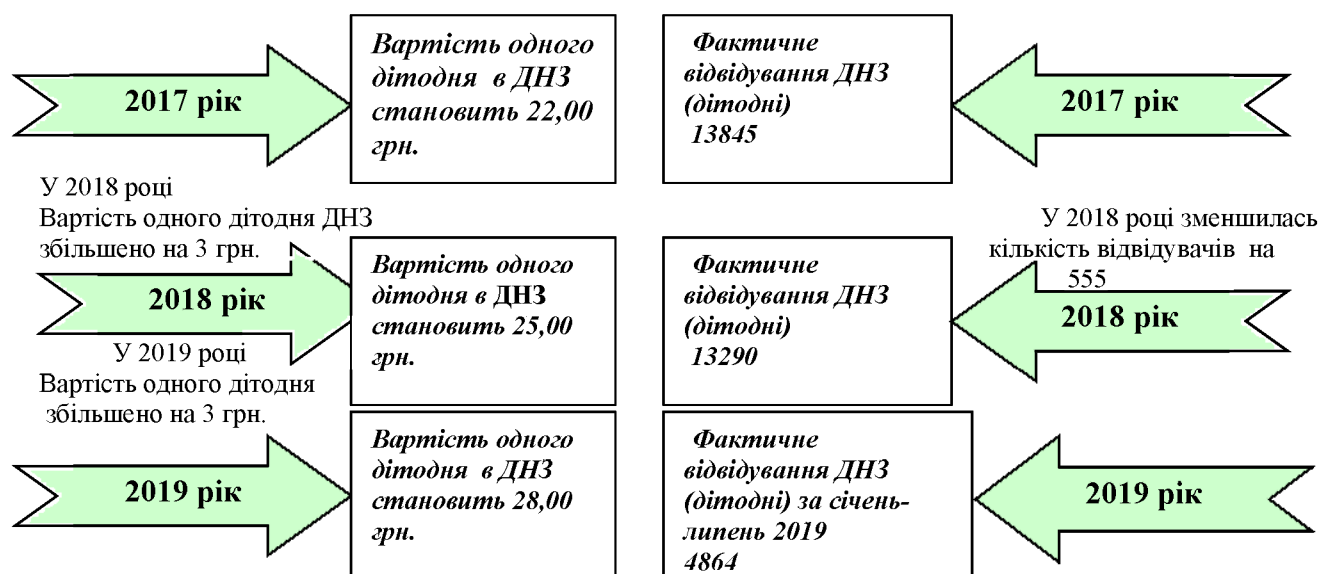 2017 рік
Вартість одного
дітодня в ДНЗ
становить 22,00
грн.
Фактичне
відвідування ДНЗ
(дітодні)
13845
2017 рік
У 2018 році
Вартість одного дітодня ДНЗ
збільшено на 3 грн.
2018 рік
Вартість одного
дітодня в ДНЗ
становить 25,00
грн.
Фактичне
відвідування ДНЗ
(дітодні)
13290
У 2018 році зменшилась
кількість відвідувачів на
555
2018 рік
У 2019 році
Вартість одного дітодня
збільшено на 3 грн.
2019 рік
Вартість одного
дітодня в ДНЗ
становить 28,00
грн.
Фактичне
відвідування ДНЗ
(дітодні) за січень-
липень 2019
4864
2019 рік